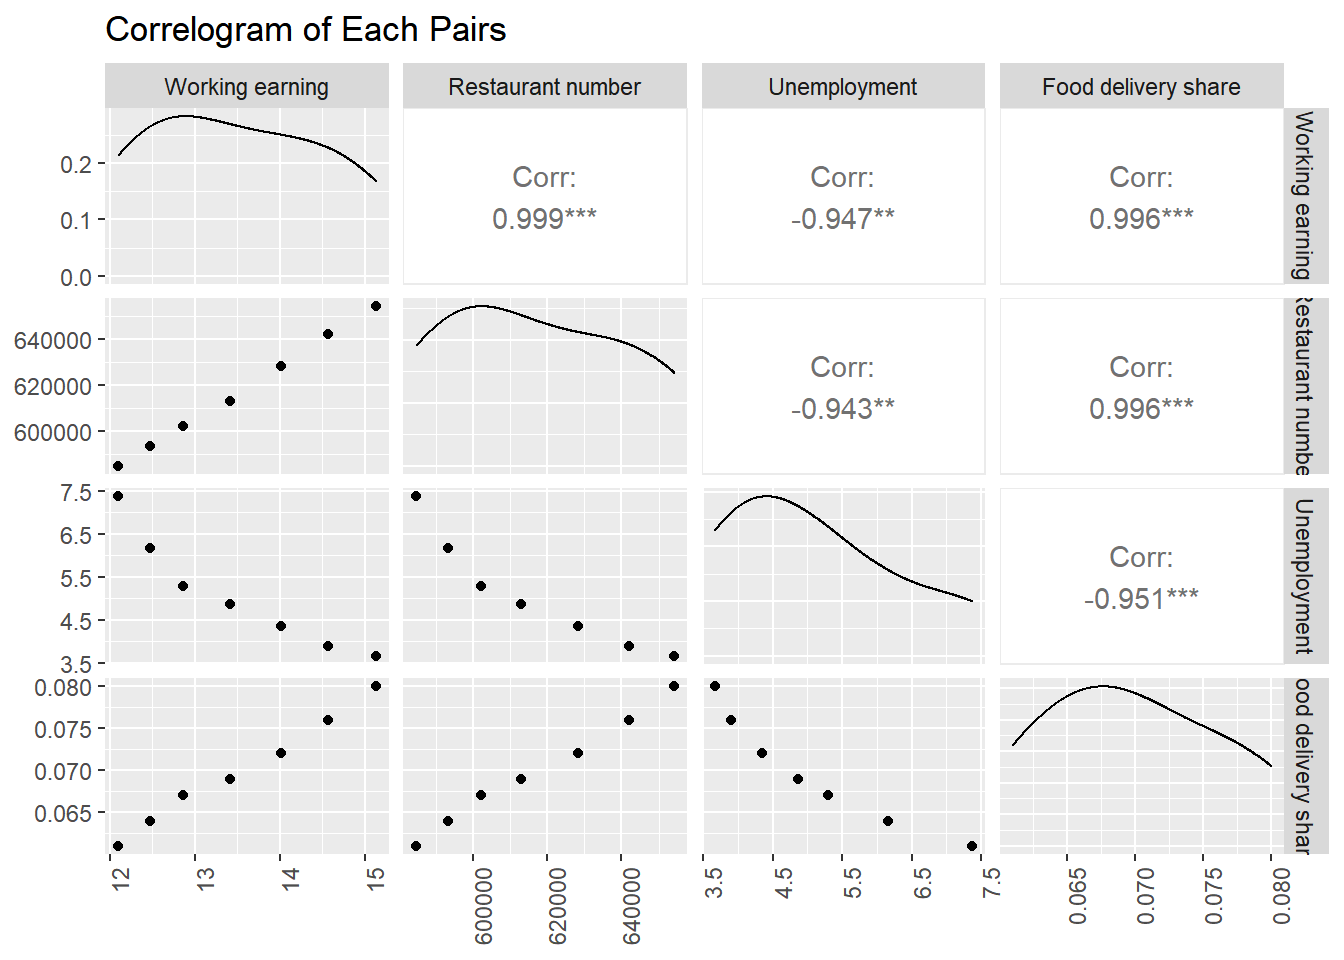 Correlogram of Each Pairs
Working earning
Restaurant number
Unemployment
Food delivery share
0.2
0.1
0.0
Corr:
0.999***
Corr:
-0.947**
Corr:
0.996***
Working earning
640000
620000
600000
Corr:
-0.943**
Corr:
0.996***
Restaurant numbe
7.5
6.5
5.5
4.5
3.5
Corr:
-0.951***
Unemployment
0.080
0.075
0.070
0.065
ood delivery shar
12
13
14
15
600000
620000
640000
3.5
4.5
5.5
6.5
7.5
0.065
0.070
0.075
0.080